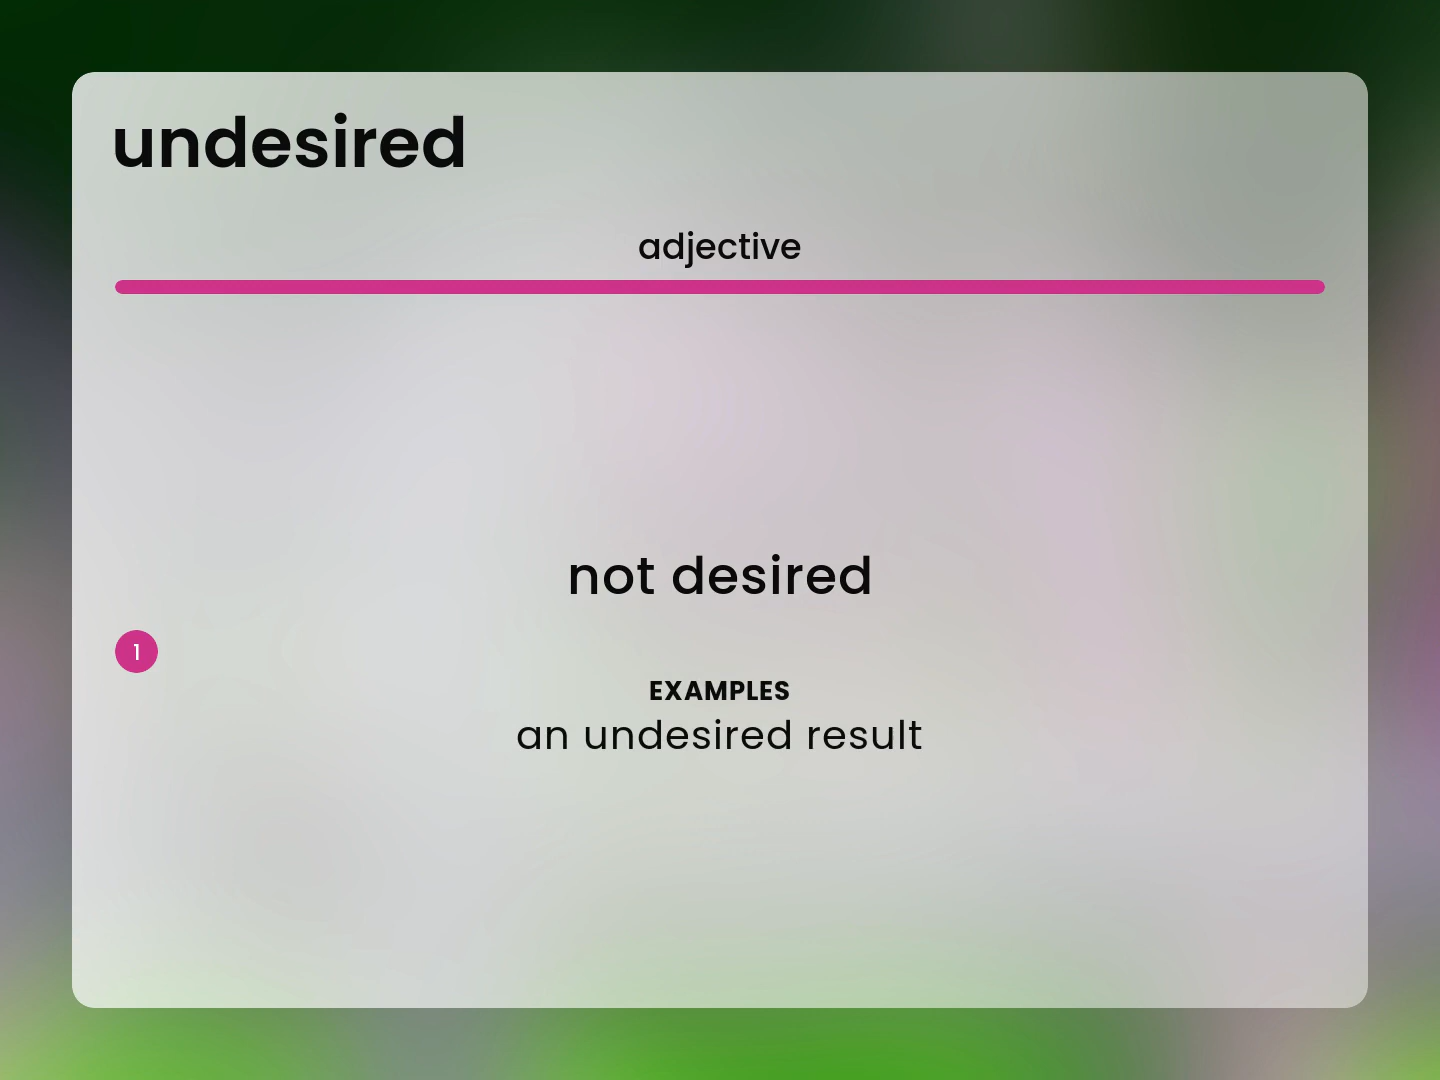 undesired
adjective
not desired
1
EXAMPLES
an undesired result